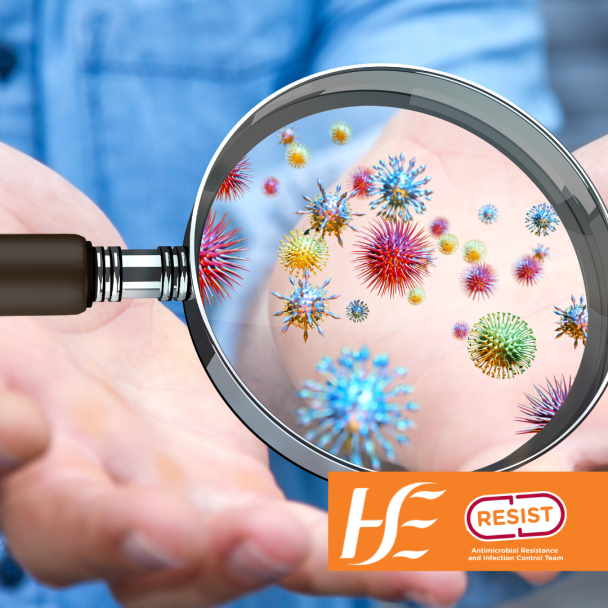 HSE
RESIST
Antimicrobial Resistance
and Infection Control Team